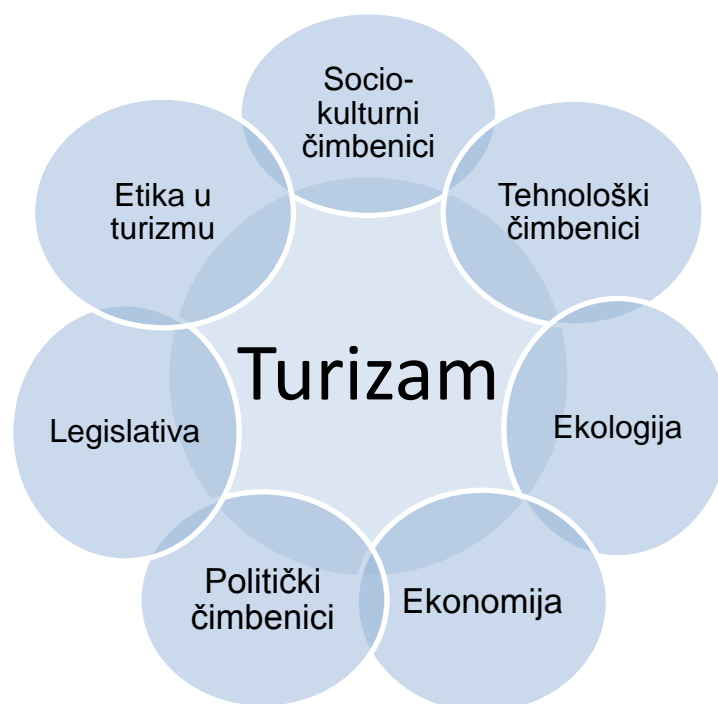 Socio-
kulturni
čimbenici
Tehnološki
čimbenici
Ekologija
Ekonomija
Politički
čimbenici
Legislativa
Etika u
turizmu
Turizam